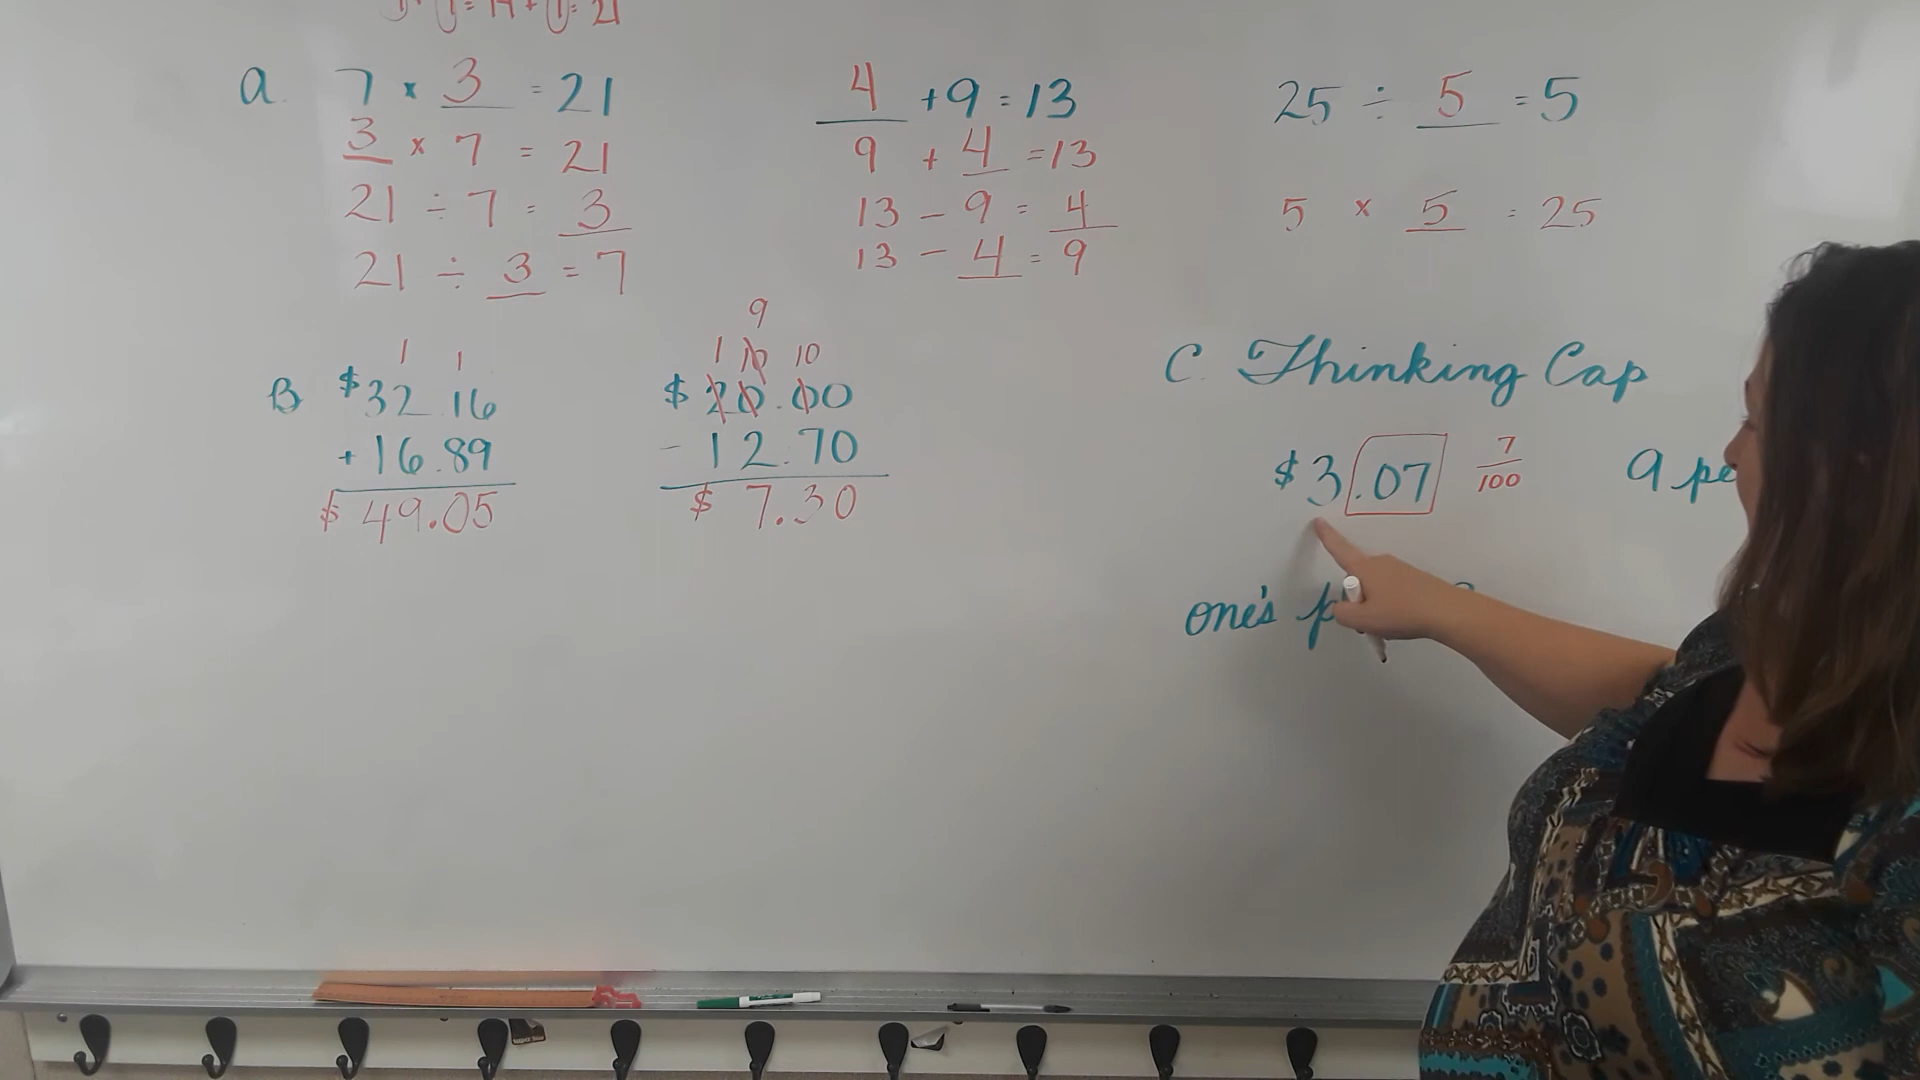 a. 7 × 3 = 21
3 × 7 = 21
21 ÷ 7 = 3
21 ÷ 3 = 7
4 + 9 = 13
9 + 4 = 13
13 - 9 = 4
13 - 4 = 9
25 ÷ 5 = 5
5 × 5 = 25
B
1 1
$32.16
+ 16.89
$49.05
9
1 10 10
$20.00
- 12.70
$ 7.30
C. Thinking Cap
$3.07 7/100
one's